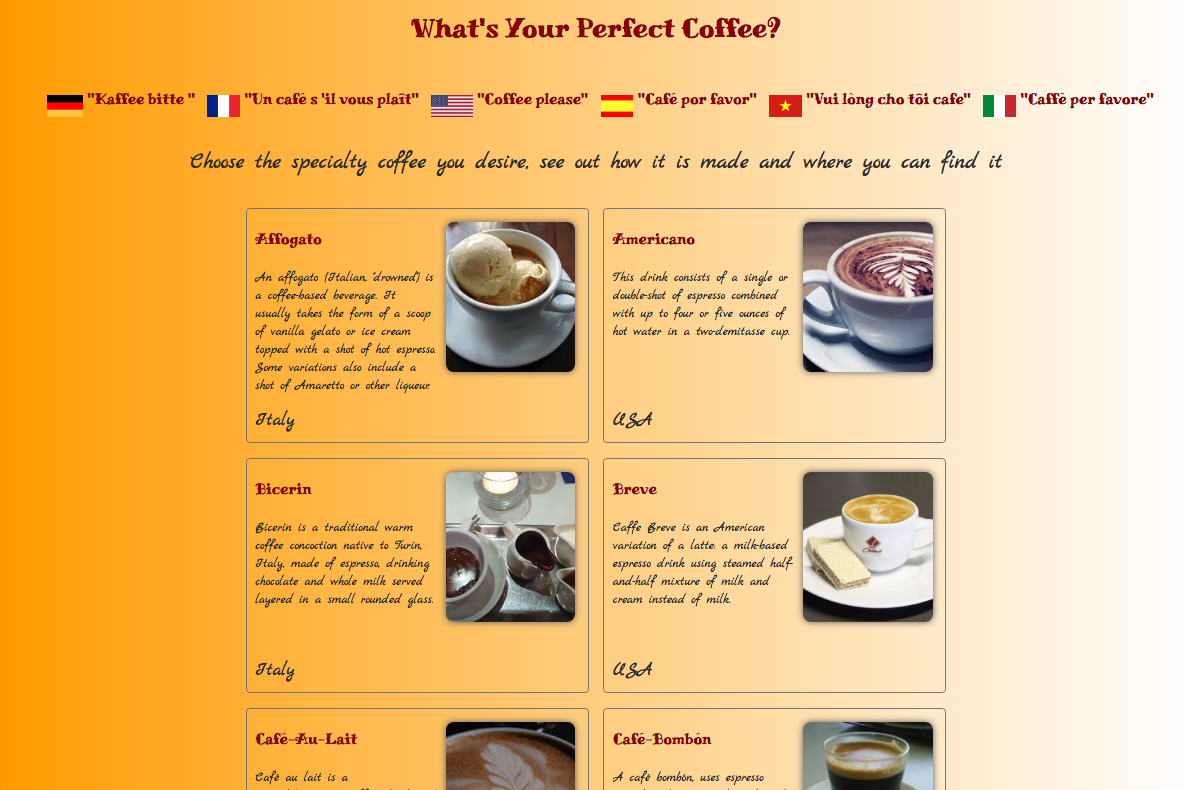 What's Your Perfect Coffee?
"Kaffee bitte " "Un café s 'il vous plaît" "Coffee please" "Café por favor" "Vui lòng cho tôi cafe" "Caffè per favore"
Choose the specialty coffee you desire, see out how it is made and where you can find it
Affogato
An affogato (Italian, 'drowned') is
a coffee-based beverage. It
usually takes the form of a scoop
of vanilla gelato or ice cream
topped with a shot of hot espresso.
Some variations also include a
shot of Amaretto or other liqueur.
Italy
Americano
This drink consists of a single or
double-shot of espresso combined
with up to four or five ounces of
hot water in a two-demitasse cup.
USA
Bicerin
Bicerin is a traditional warm
coffee concoction native to Turin,
Italy, made of espresso, drinking
chocolate and whole milk served
layered in a small rounded glass.
Italy
Breve
Caffe Breve is an American
variation of a latte: a milk-based
espresso drink using steamed half-
and-half mixture of milk and
cream instead of milk.
USA
Café-Au-Lait
Café au lait is a
Café-Bombón
A café bombón, uses espresso